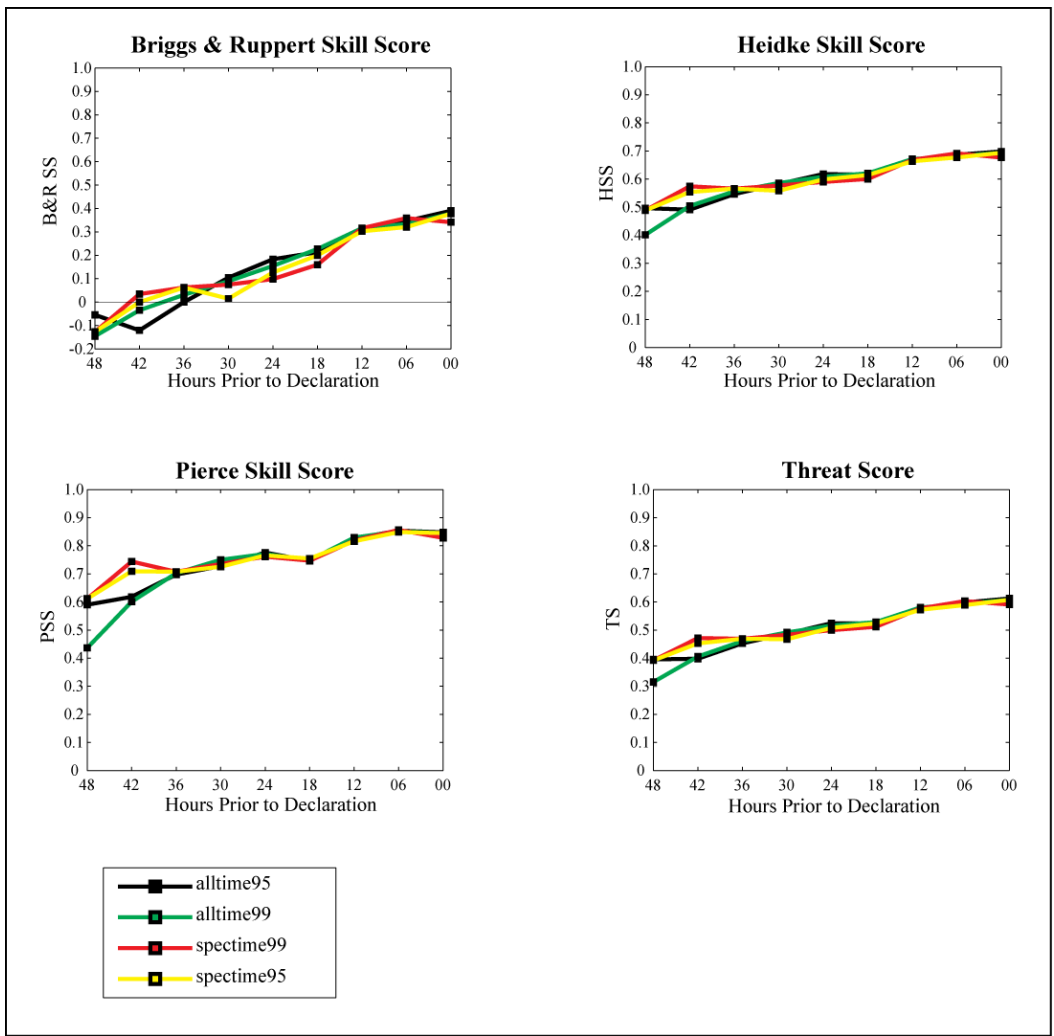 Briggs & Ruppert Skill Score
1.0
0.9
0.8
0.7
0.6
0.5
0.4
0.3
0.2
0.1
0
-0.1
-0.2
B&R SS
48 42 36 30 24 18 12 06 00
Hours Prior to Declaration
Heidke Skill Score
1.0
0.9
0.8
0.7
0.6
0.5
0.4
0.3
0.2
0.1
0
HSS
48 42 36 30 24 18 12 06 00
Hours Prior to Declaration
Pierce Skill Score
1.0
0.9
0.8
0.7
0.6
0.5
0.4
0.3
0.2
0.1
0
PSS
48 42 36 30 24 18 12 06 00
Hours Prior to Declaration
Threat Score
1.0
0.9
0.8
0.7
0.6
0.5
0.4
0.3
0.2
0.1
0
TS
48 42 36 30 24 18 12 06 00
Hours Prior to Declaration
alltime95
alltime99
spectime99
spectime95